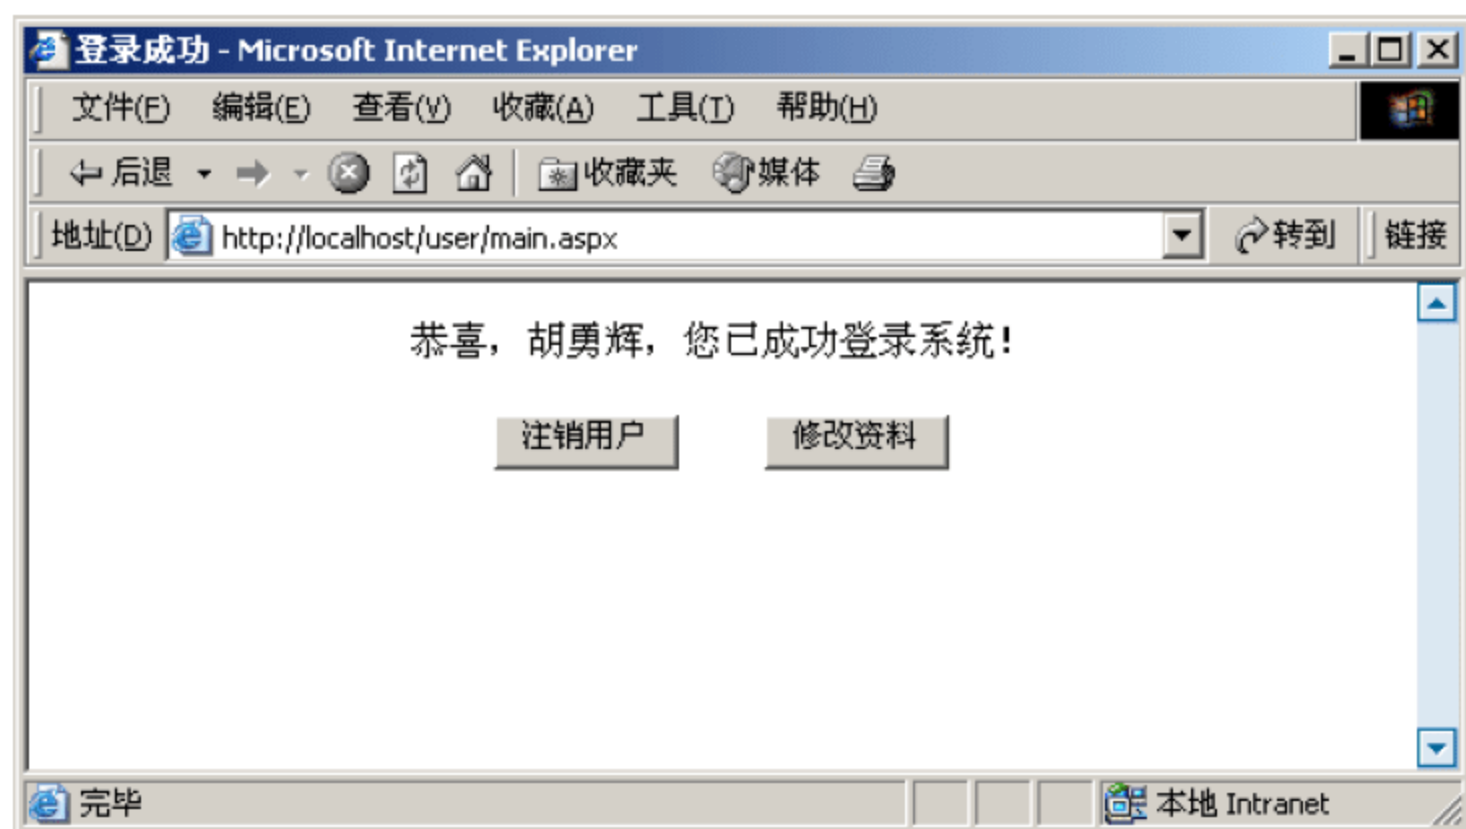 登录成功 - Microsoft Internet Explorer
文件(F) 编辑(E) 查看(V) 收藏(A) 工具(T) 帮助(H)
后退 收藏夹 媒体
地址(D) http://localhost/user/main.aspx 转到 链接
恭喜，胡勇辉，您已成功登录系统！
注销用户 修改资料
完毕 本地 Intranet